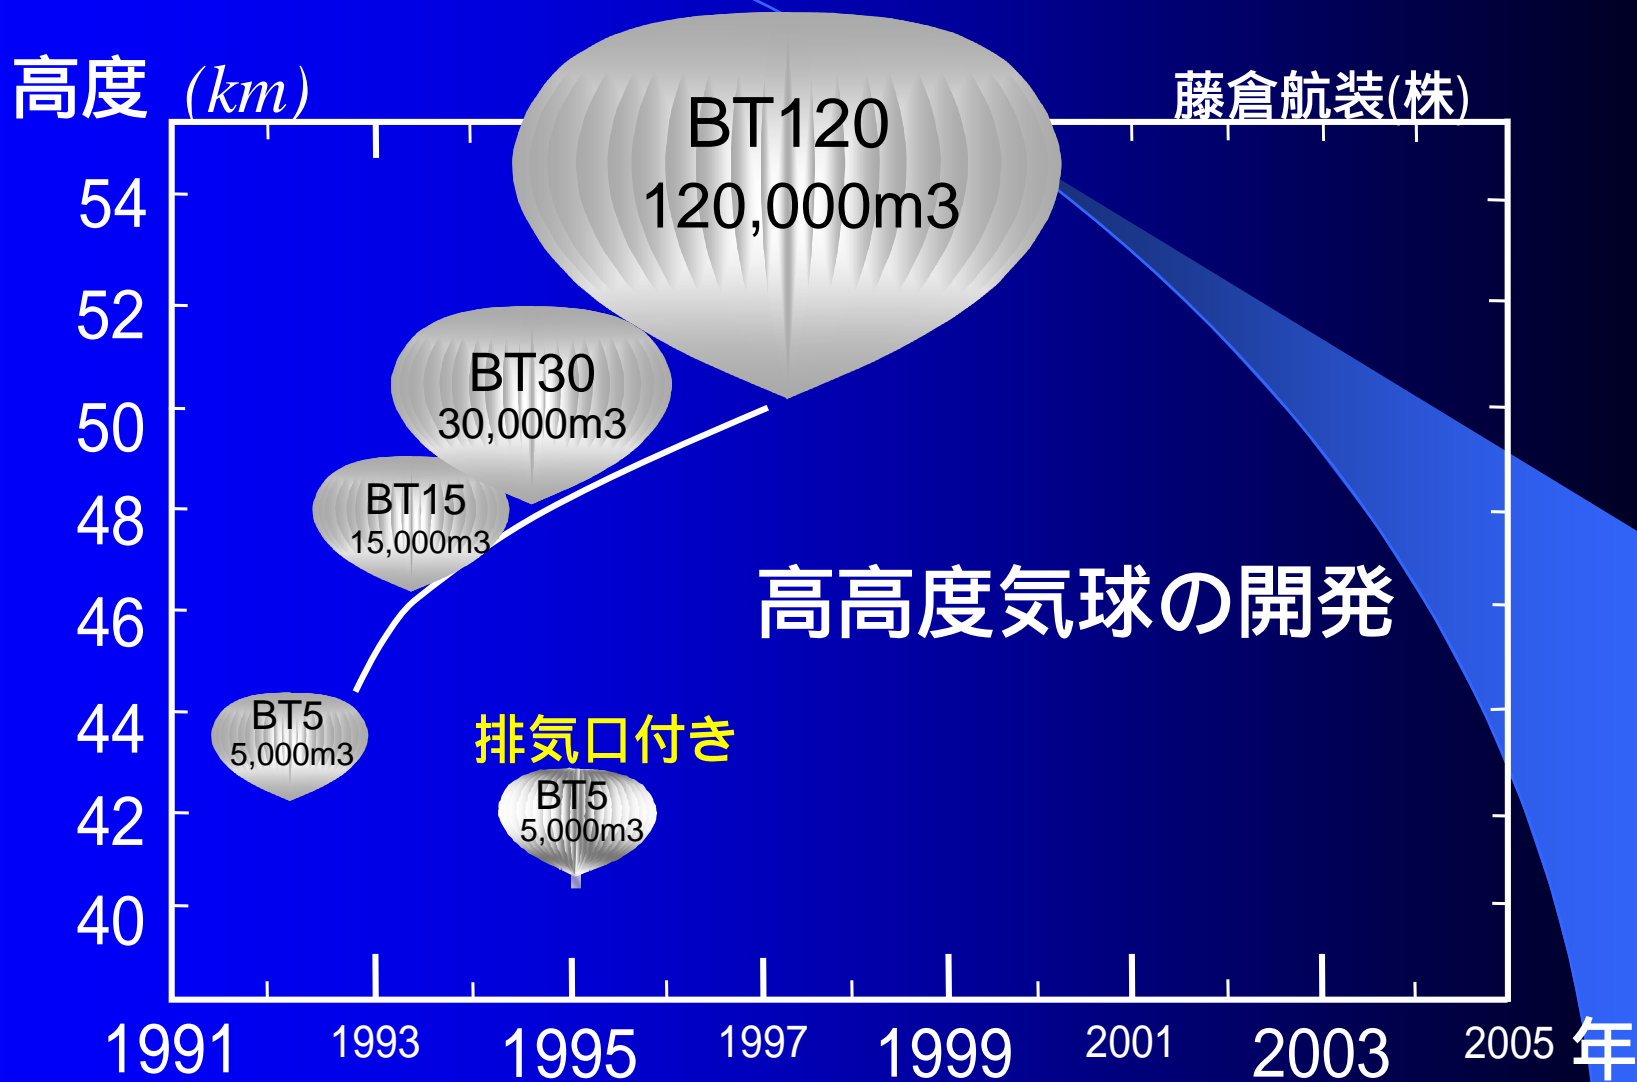 高度 (km)
藤倉航装(株)
BT120
120,000m3
54
52
50
48
46
44
42
40
BT30
30,000m3
BT15
15,000m3
高高度気球の開発
BT5
5,000m3
排気口付き
BT5
5,000m3
1991 1993 1995 1997 1999 2001 2003 2005 年